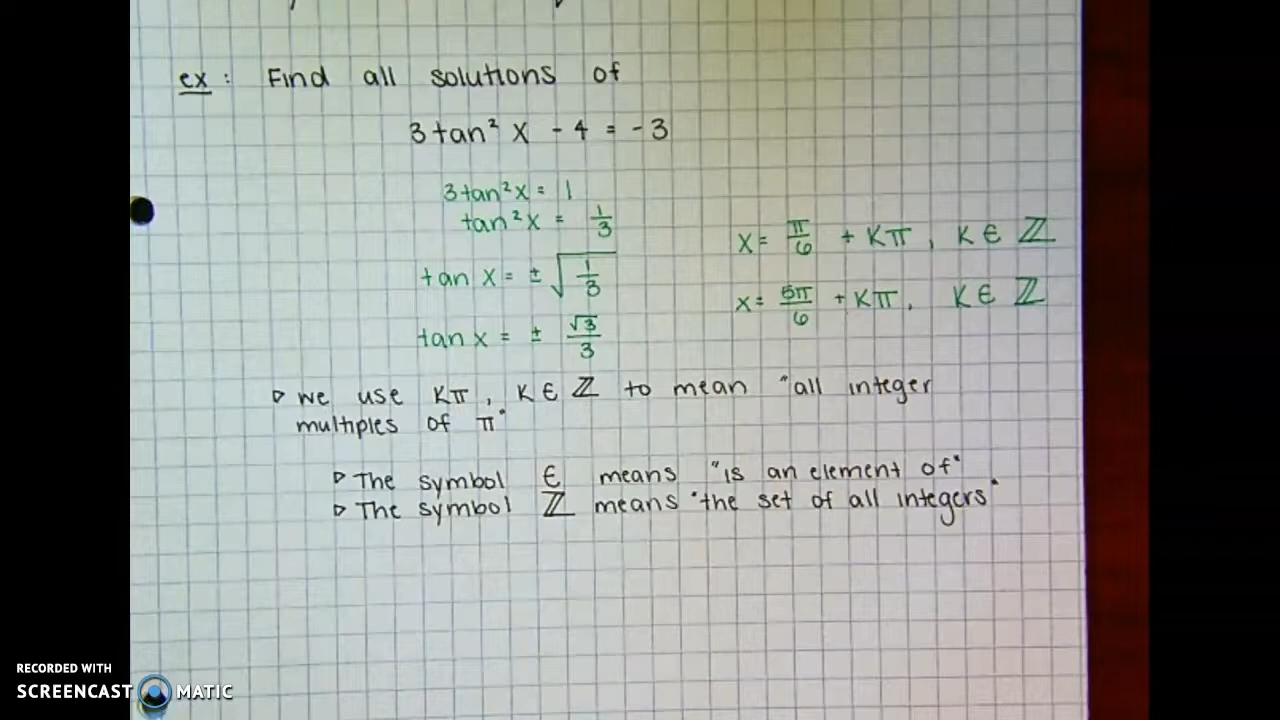 ex: Find all solutions of
3tan² x - 4 = -3
3tan²x = 1
tan²x = 1/3
tan x = ± √(1/3)
tan x = ± √3/3
x = π/6 + Kπ, K ∈ ℤ
x = 5π/6 + Kπ, K ∈ ℤ
▷ we use Kπ, K ∈ ℤ to mean "all integer
multiples of π"
▷ The symbol ∈ means "is an element of"
▷ The symbol ℤ means "the set of all integers"
RECORDED WITH
SCREENCAST MATIC